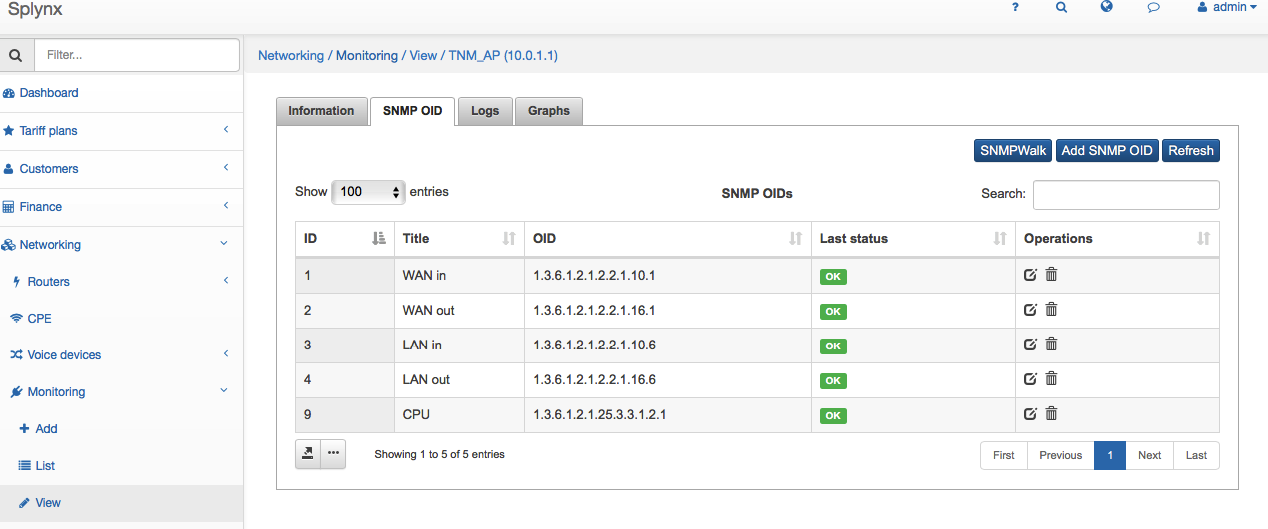 Splynx
?
admin
Filter...
Networking / Monitoring / View / TNM_AP (10.0.1.1)
Dashboard
Tariff plans
Customers
Finance
Networking
Routers
CPE
Voice devices
Monitoring
Add
List
View
Information SNMP OID Logs Graphs
SNMPWalk Add SNMP OID Refresh
Show 100 entries SNMP OIDs Search:
ID Title OID Last status Operations
1 WAN in 1.3.6.1.2.1.2.2.1.10.1 OK
2 WAN out 1.3.6.1.2.1.2.2.1.16.1 OK
3 LAN in 1.3.6.1.2.1.2.2.1.10.6 OK
4 LAN out 1.3.6.1.2.1.2.2.1.16.6 OK
9 CPU 1.3.6.1.2.1.25.3.3.1.2.1 OK
Showing 1 to 5 of 5 entries First Previous 1 Next Last